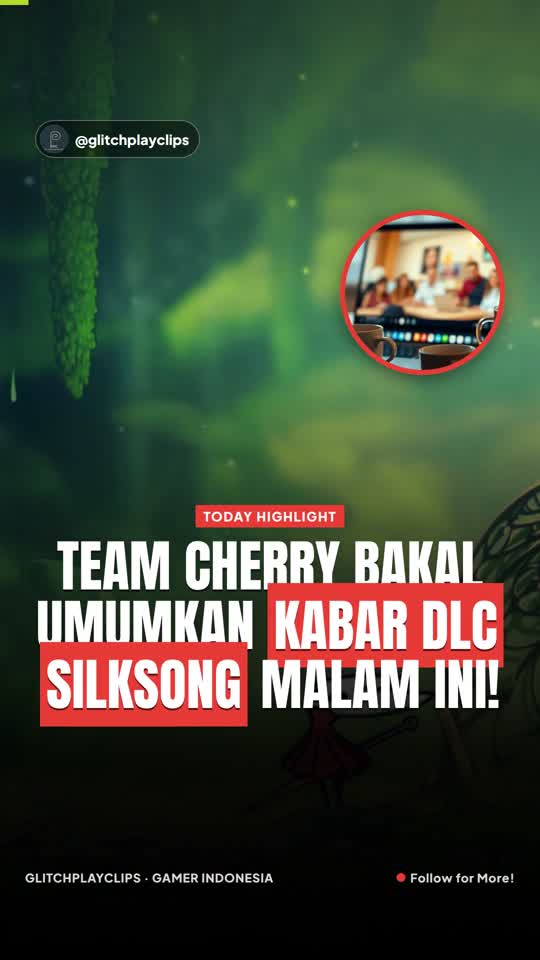 @glitchplayclips
TODAY HIGHLIGHT
TEAM CHERRY BAKAL
UMUMKAN KABAR DLC
SILKSONG MALAM INI!
GLITCHPLAYCLIPS · GAMER INDONESIA
Follow for More!